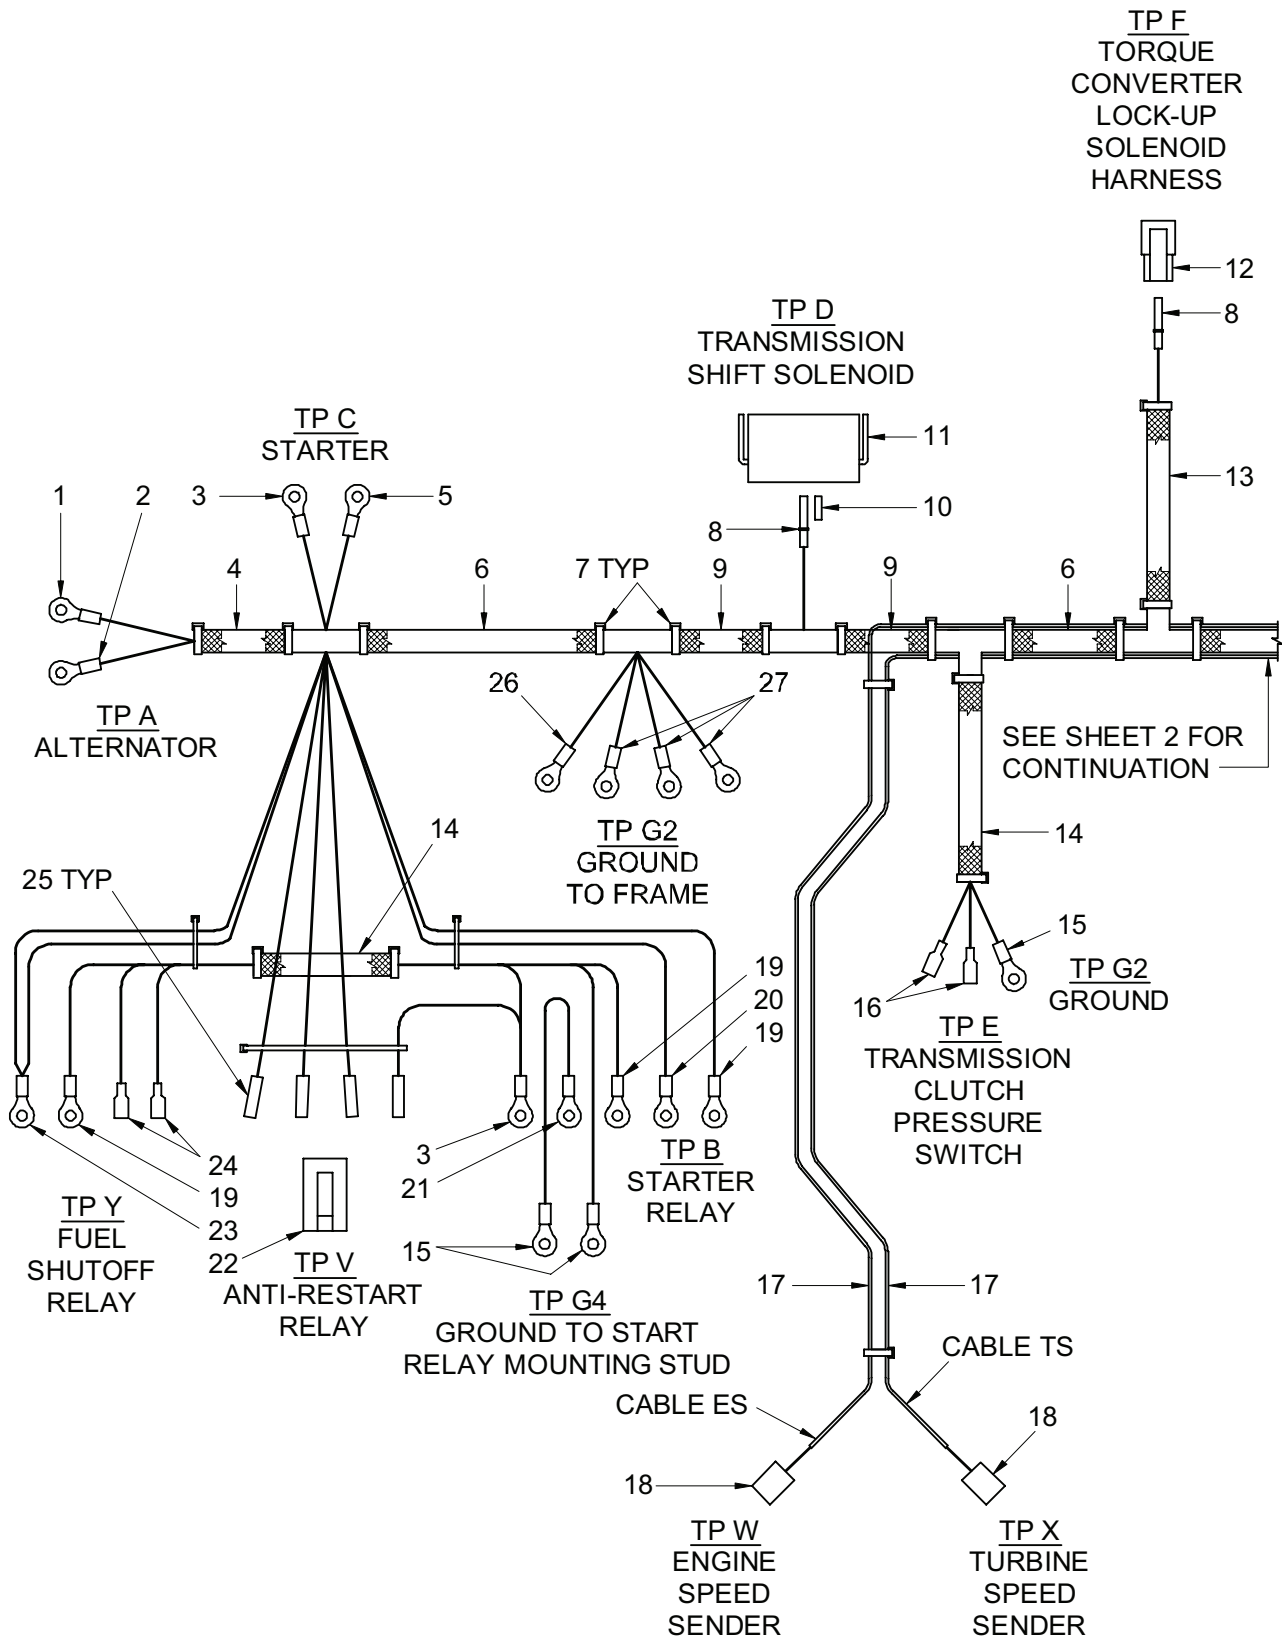 TP F
TORQUE
CONVERTER
LOCK-UP
SOLENOID
HARNESS
12
8
TP D
TRANSMISSION
SHIFT SOLENOID
11
10
8
13
TP C
STARTER
3
5
1
2
4
6
7 TYP
9
9
6
TP A
ALTERNATOR
26
27
TP G2
GROUND
TO FRAME
SEE SHEET 2 FOR
CONTINUATION
14
14
25 TYP
15
TP G2
GROUND
16
TP E
TRANSMISSION
CLUTCH
PRESSURE
SWITCH
19
20
19
24
19
23
22
TP Y
FUEL
SHUTOFF
RELAY
TP V
ANTI-RESTART
RELAY
3
21
15
TP B
STARTER
RELAY
TP G4
GROUND TO START
RELAY MOUNTING STUD
17
17
CABLE TS
CABLE ES
18
18
TP W
ENGINE
SPEED
SENDER
TP X
TURBINE
SPEED
SENDER